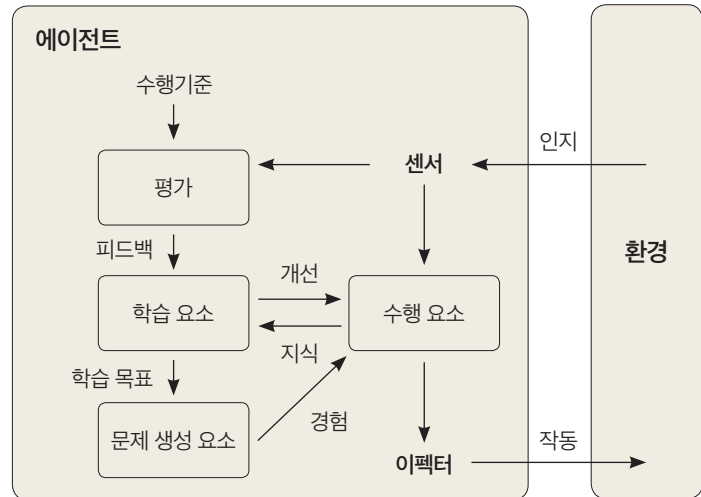 에이전트
수행기준
인지
센서
평가
환경
피드백
개선
학습 요소
수행 요소
지식
학습 목표
경험
문제 생성 요소
작동
이펙터